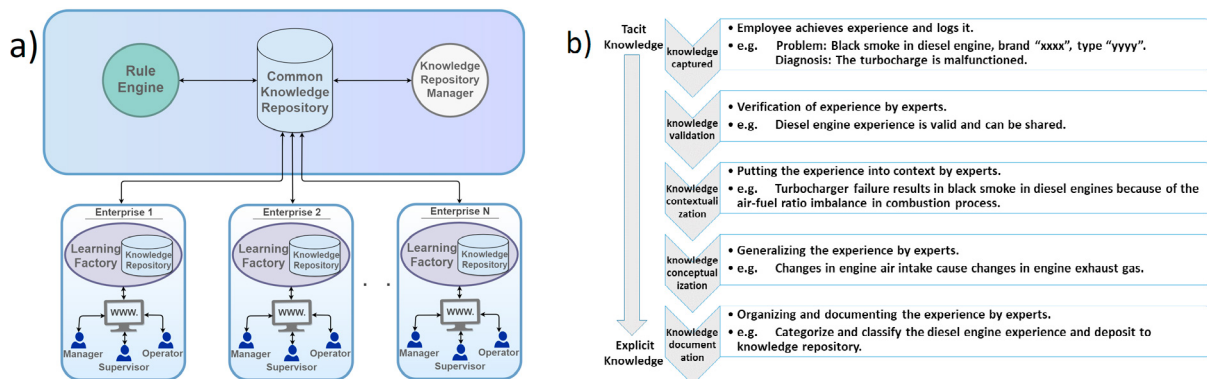 a)
Rule
Engine
Common
Knowledge
Repository
Knowledge
Repository
Manager
Enterprise 1
Learning
Factory
Knowledge
Repository
WWW.
Manager
Operator
Supervisor
Enterprise 2
Learning
Factory
Knowledge
Repository
WWW.
Manager
Operator
Supervisor
. .
Enterprise N
Learning
Factory
Knowledge
Repository
WWW.
Manager
Operator
Supervisor
b)
Tacit
Knowledge
Explicit
Knowledge
knowledge
captured
• Employee achieves experience and logs it.
• e.g. Problem: Black smoke in diesel engine, brand “xxxx”, type “yyyy”.
Diagnosis: The turbocharge is malfunctioned.
knowledge
validation
• Verification of experience by experts.
• e.g. Diesel engine experience is valid and can be shared.
Knowledge
contextuali
zation
• Putting the experience into context by experts.
• e.g. Turbocharger failure results in black smoke in diesel engines because of the
air-fuel ratio imbalance in combustion process.
knowledge
conceptual
ization
• Generalizing the experience by experts.
• e.g. Changes in engine air intake cause changes in engine exhaust gas.
Knowledge
document
ation
• Organizing and documenting the experience by experts.
• e.g. Categorize and classify the diesel engine experience and deposit to
knowledge repository.